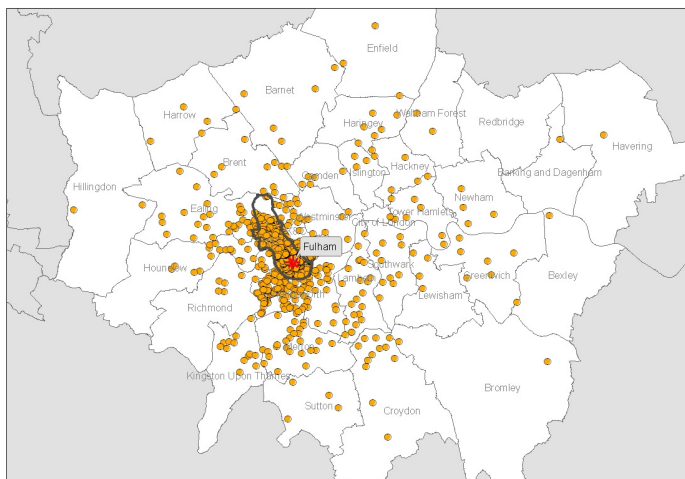 Enfield
Barnet
Harrow
Haringey
Waltham Forest
Redbridge
Havering
Brent
Camden
Islington
Hackney
Barking and Dagenham
Hillingdon
Ealing
Westminster
City of London
Tower Hamlets
Newham
Fulham
Hounslow
Southwark
Lambeth
Greenwich
Bexley
Lewisham
Richmond
Merton
Kingston Upon Thames
Bromley
Sutton
Croydon